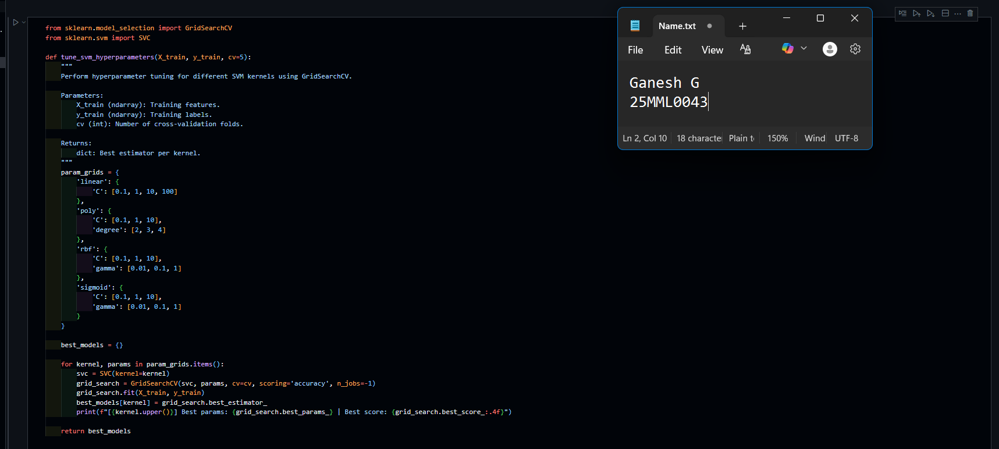 from sklearn.model_selection import GridSearchCV
from sklearn.svm import SVC
def tune_svm_hyperparameters(X_train, y_train, cv=5):
    """
    Perform hyperparameter tuning for different SVM kernels using GridSearchCV.
    Parameters:
        X_train (ndarray): Training features.
        y_train (ndarray): Training labels.
        cv (int): Number of cross-validation folds.
    Returns:
        dict: Best estimator per kernel.
    """
    param_grids = {
        'linear': {
            'C': [0.1, 1, 10, 100]
        },
        'poly': {
            'C': [0.1, 1, 10],
            'degree': [2, 3, 4]
        },
        'rbf': {
            'C': [0.1, 1, 10],
            'gamma': [0.01, 0.1, 1]
        },
        'sigmoid': {
            'C': [0.1, 1, 10],
            'gamma': [0.01, 0.1, 1]
        }
    }
    best_models = {}
    for kernel, params in param_grids.items():
        svc = SVC(kernel=kernel)
        grid_search = GridSearchCV(svc, params, cv=cv, scoring='accuracy', n_jobs=-1)
        grid_search.fit(X_train, y_train)
        best_models[kernel] = grid_search.best_estimator_
        print(f"[{kernel.upper()}] Best params: {grid_search.best_params_} | Best score: {grid_search.best_score_:.4f}")
    return best_models
Name.txt
File Edit View
Ganesh G
25MML0043
Ln 2, Col 10 18 characte Plain t 150% Wind UTF-8